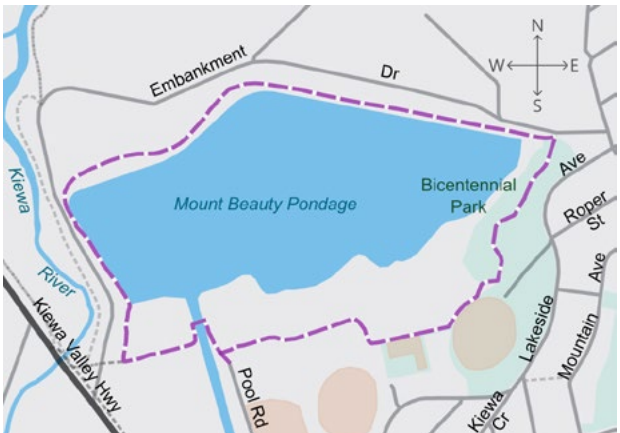 N
W E
S
Embankment Dr
Kiewa
River
Mount Beauty Pondage
Bicentennial
Park
Ave
Roper
St
Ave
Mountain
Lakeside
Kiewa Valley Hwy
Pool Rd
Kiewa
Cr